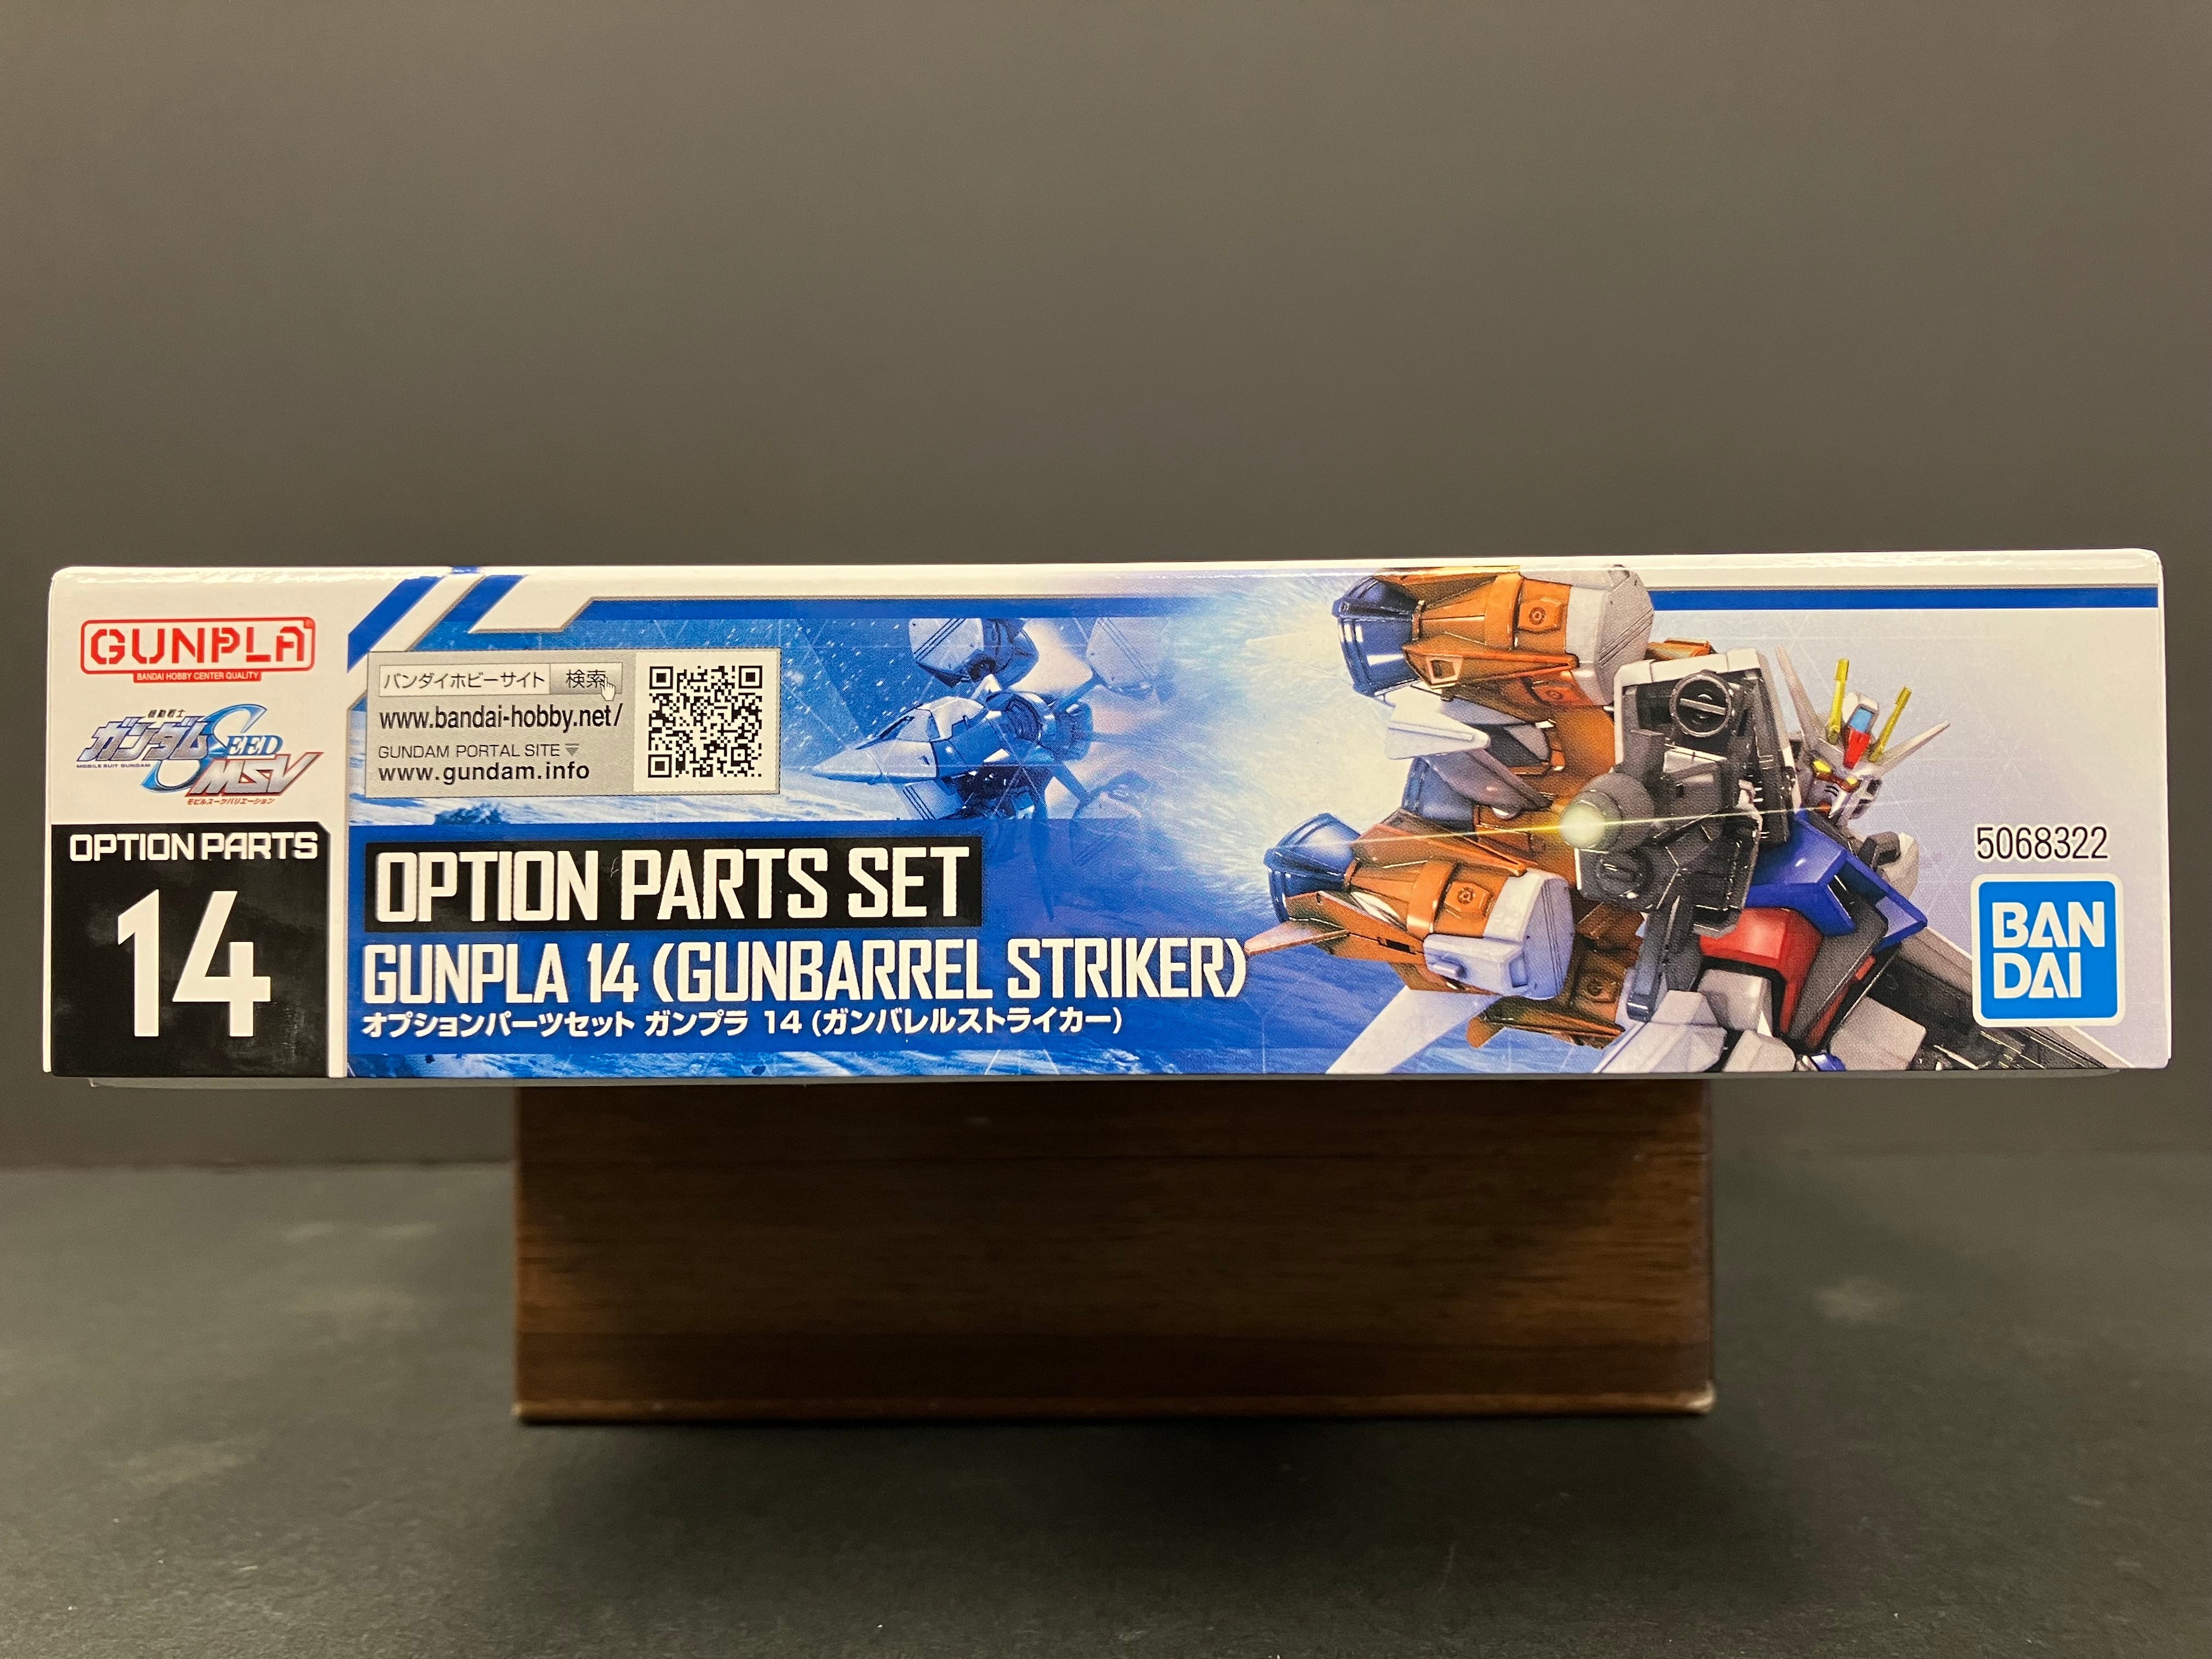 GUNPLA
BANDAI HOBBY CENTER QUALITY
機動戦士
ガンダムSEED
MOBILE SUIT GUNDAM
MSV
モビルスーツバリエーション
OPTION PARTS
14
バンダイホビーサイト 検索
www.bandai-hobby.net/
GUNDAM PORTAL SITE
www.gundam.info
OPTION PARTS SET
GUNPLA 14 (GUNBARREL STRIKER)
オプションパーツセット ガンプラ 14 (ガンバレルストライカー)
5068322
BAN
DAI